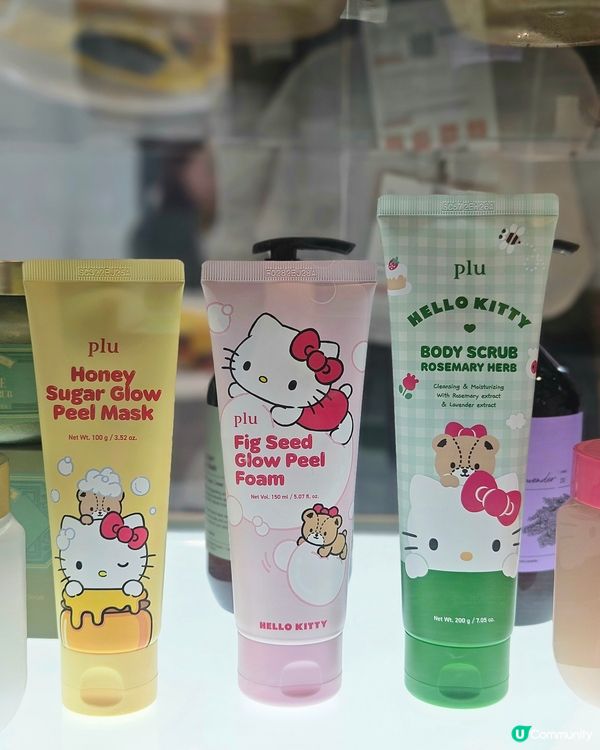 plu
Honey
Sugar Glow
Peel Mask
Net Wt. 100 g / 3.52 oz.
plu
Fig Seed
Glow Peel
Foam
Net Vol. 150 ml / 5.07 fl. oz.
HELLO KITTY
plu
HELLO KITTY
BODY SCRUB
ROSEMARY HERB
Cleansing & Moisturizing
With Rosemary extract
& Lavender extract
Net Wt. 200 g / 7.05 oz.
U Community